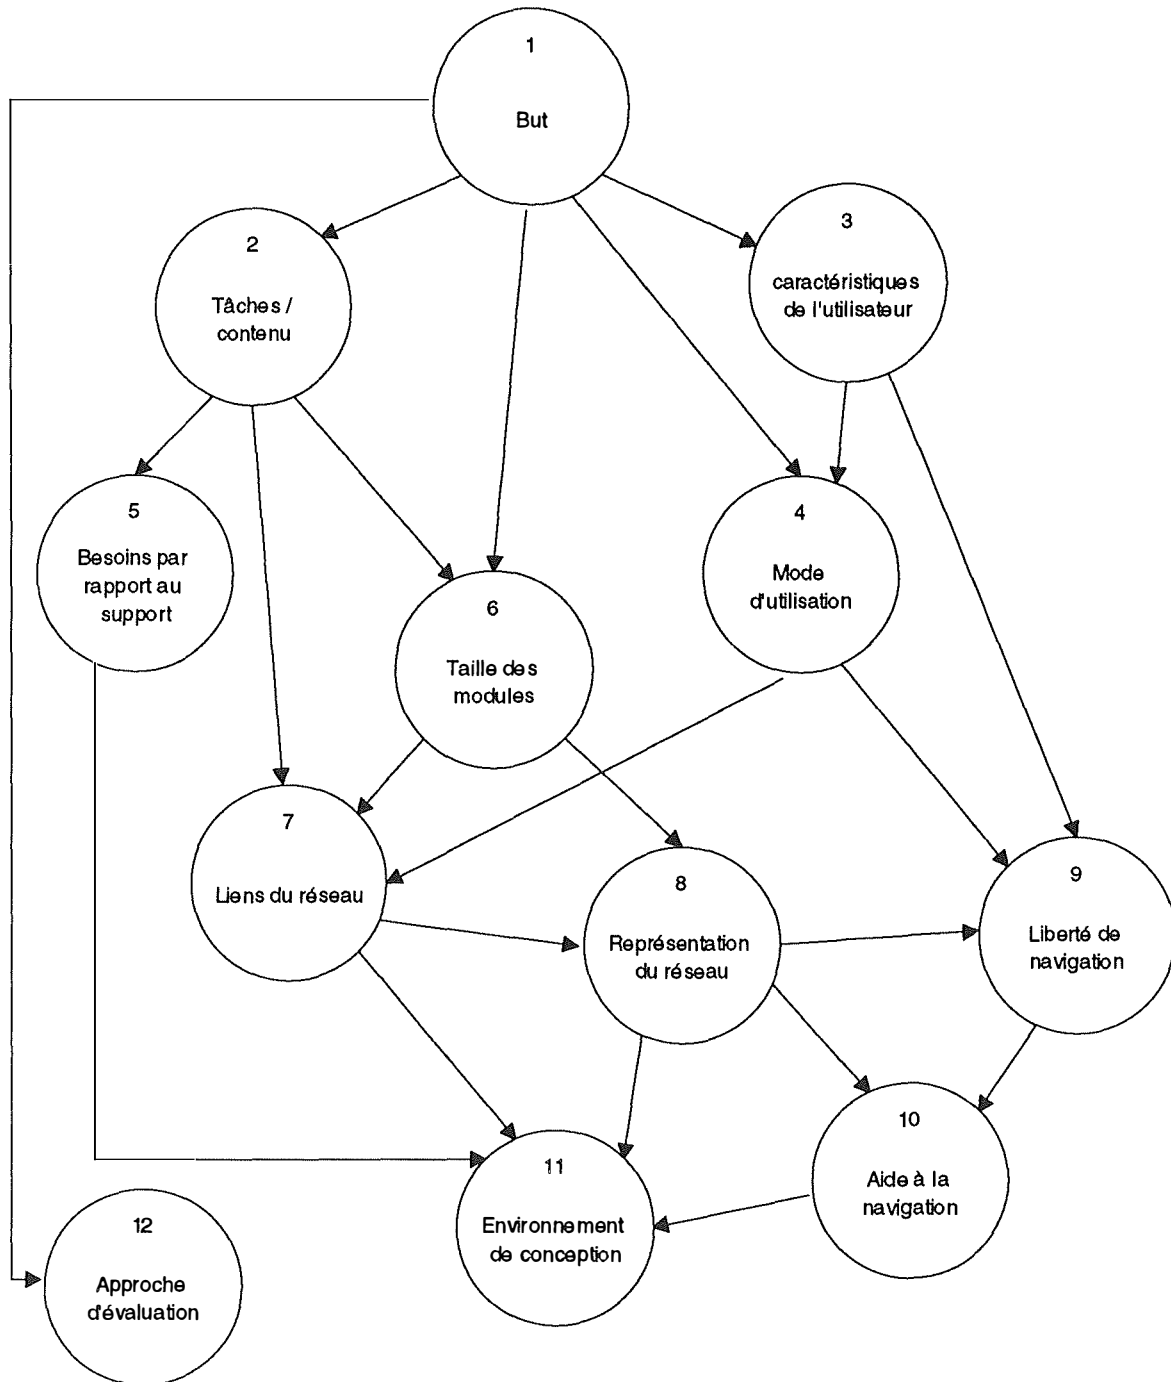 1
But
2
Tâches /
contenu
3
caractéristiques
de l'utilisateur
5
Besoins par
rapport au
support
4
Mode
d'utilisation
6
Taille des
modules
7
Liens du réseau
8
Représentation
du réseau
9
Liberté de
navigation
10
Aide à la
navigation
11
Environnement
de conception
12
Approche
d'évaluation